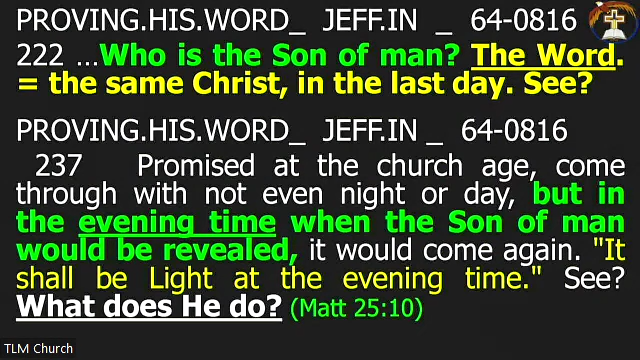 PROVING.HIS.WORD_ JEFF.IN _ 64-0816
222 ...Who is the Son of man? The Word.
= the same Christ, in the last day. See?
PROVING.HIS.WORD_ JEFF.IN _ 64-0816
237 Promised at the church age, come
through with not even night or day, but in
the evening time when the Son of man
would be revealed, it would come again. "It
shall be Light at the evening time." See?
What does He do? (Matt 25:10)
TLM Church